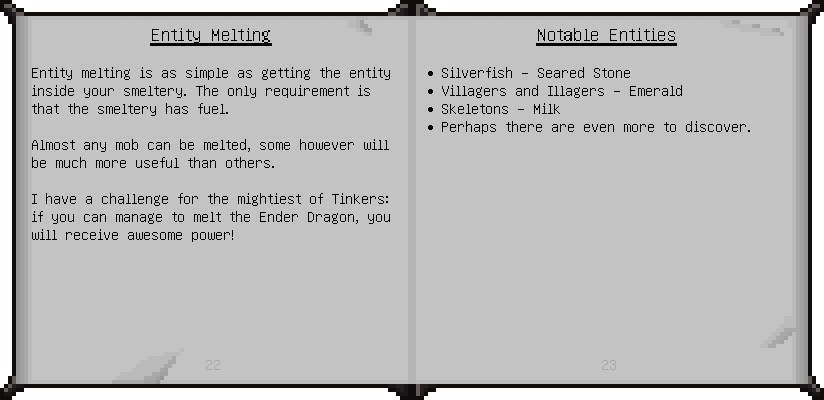 Entity Melting
Entity melting is as simple as getting the entity
inside your smeltery. The only requirement is
that the smeltery has fuel.
Almost any mob can be melted, some however will
be much more useful than others.
I have a challenge for the mightiest of Tinkers:
if you can manage to melt the Ender Dragon, you
will receive awesome power!
22
Notable Entities
• Silverfish - Seared Stone
• Villagers and Illagers - Emerald
• Skeletons - Milk
• Perhaps there are even more to discover.
23